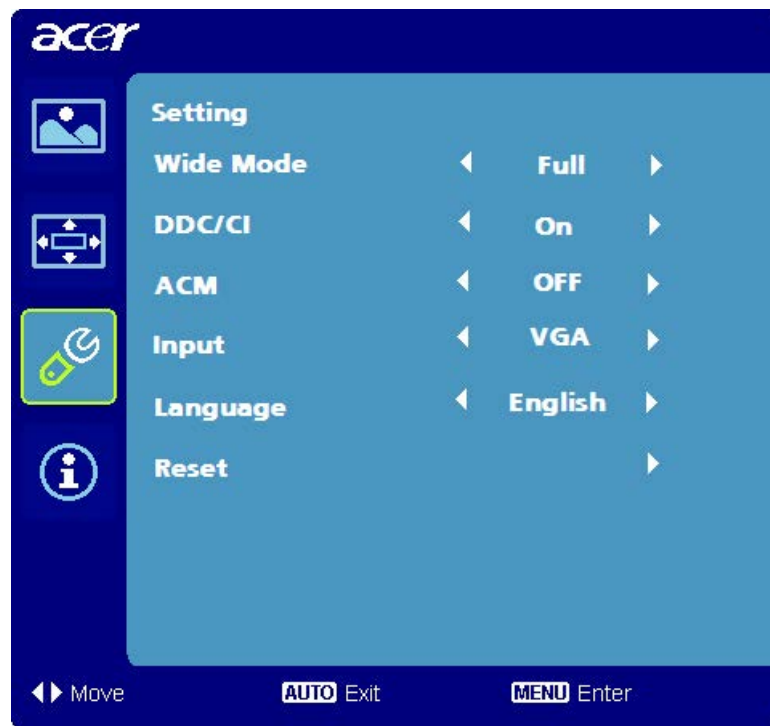 acer
Setting
Wide Mode Full
DDC/CI On
ACM OFF
Input VGA
Language English
Reset
Move AUTO Exit MENU Enter